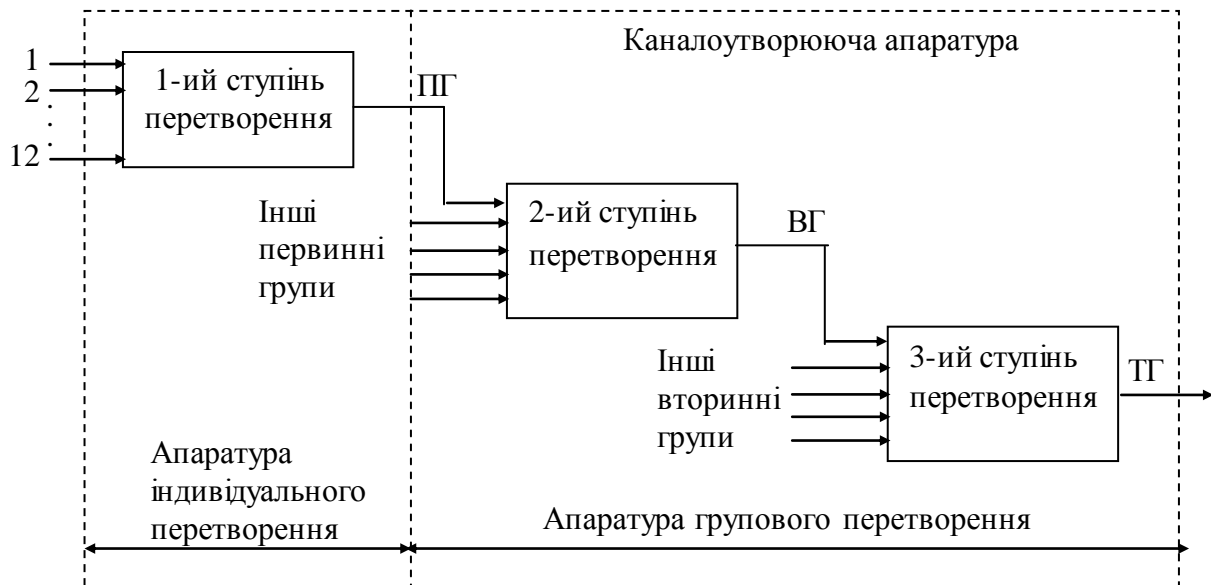 Каналоутворююча апаратура
1
2
.
.
.
12
1-ий ступінь
перетворення
ПГ
Інші
первинні
групи
2-ий ступінь
перетворення
ВГ
Інші
вторинні
групи
3-ий ступінь
перетворення
ТГ
Апаратура
індивідуального
перетворення
Апаратура групового перетворення